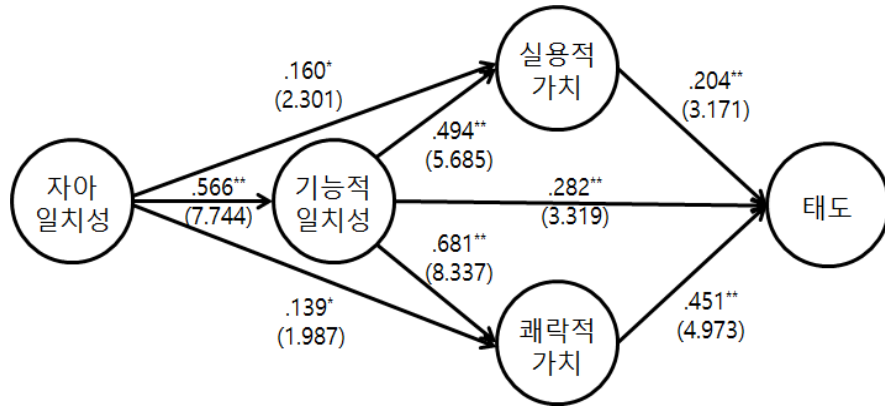 실용적
가치
.160*
(2.301)
.204**
(3.171)
.494**
(5.685)
자아
일치성
.566**
(7.744)
기능적
일치성
.282**
(3.319)
태도
.681**
(8.337)
.139*
(1.987)
쾌락적
가치
.451**
(4.973)